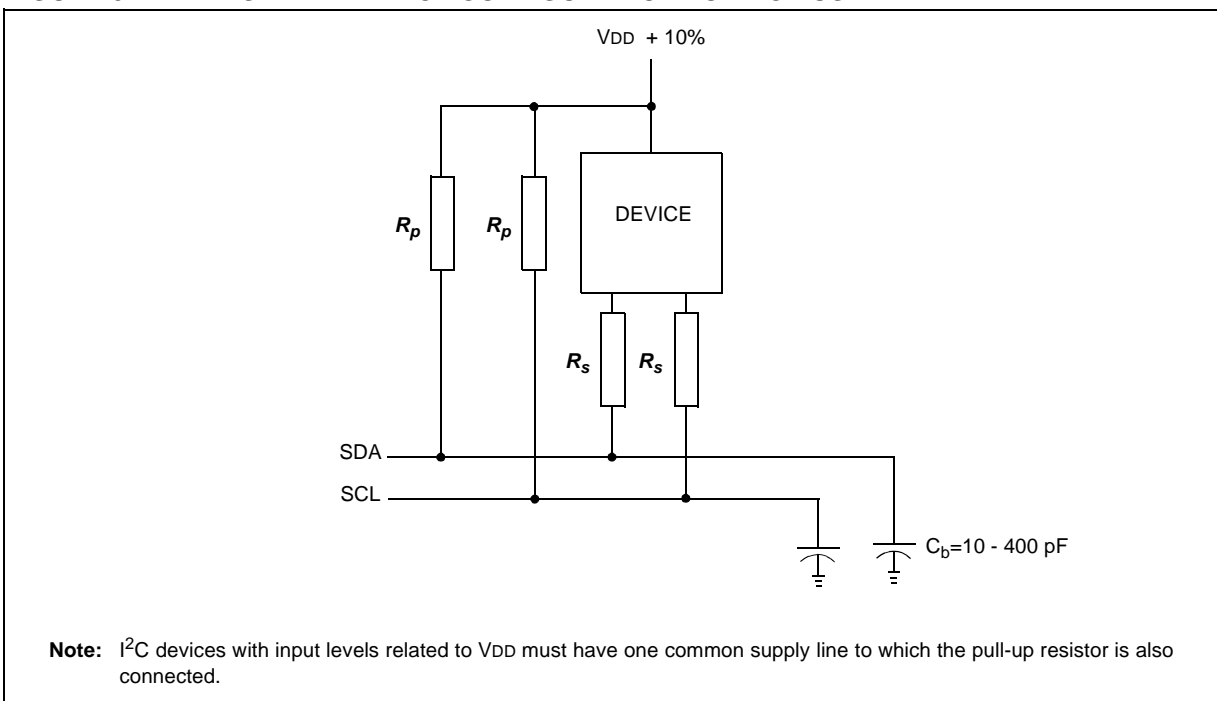 VDD + 10%
Rp
Rp
DEVICE
Rs
Rs
SDA
SCL
Cb=10 - 400 pF
Note: I2C devices with input levels related to VDD must have one common supply line to which the pull-up resistor is also
connected.